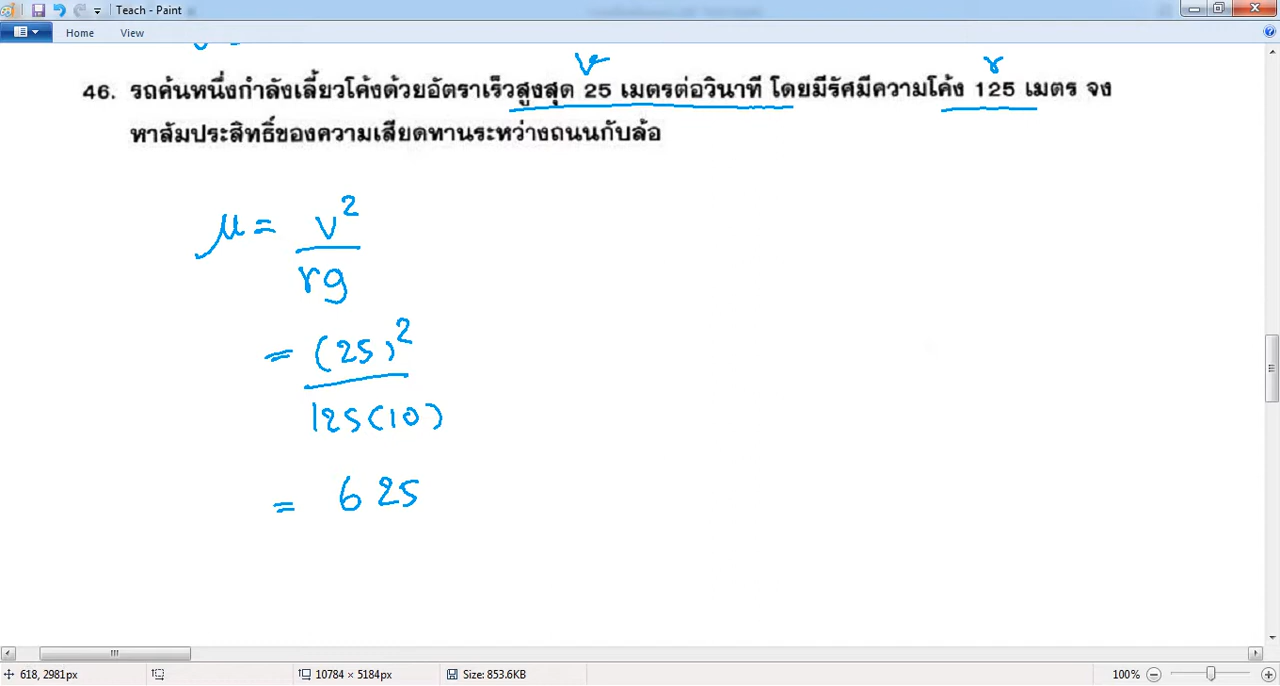 Teach - Paint
Home View
v r
46. รถค้นหนึ่งกำลังเลี้ยวโค้งด้วยอัตราเร็วสูงสุด 25 เมตรต่อวินาที โดยมีรัศมีความโค้ง 125 เมตร จง
หาสัมประสิทธิ์ของความเสียดทานระหว่างถนนกับล้อ
μ = v²
rg
= (25)²
125(10)
= 625
618, 2981px 10784 × 5184px Size: 853.6KB 100%